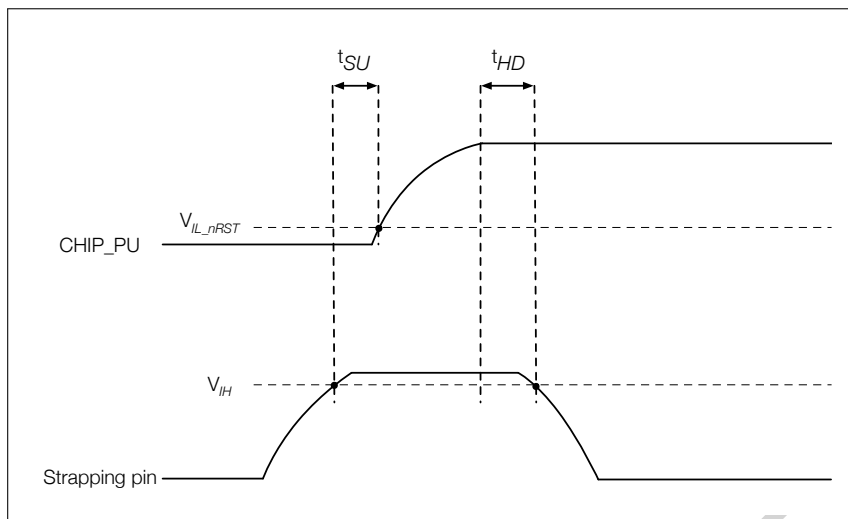 tSU
tHD
VIL_nRST
CHIP_PU
VIH
Strapping pin